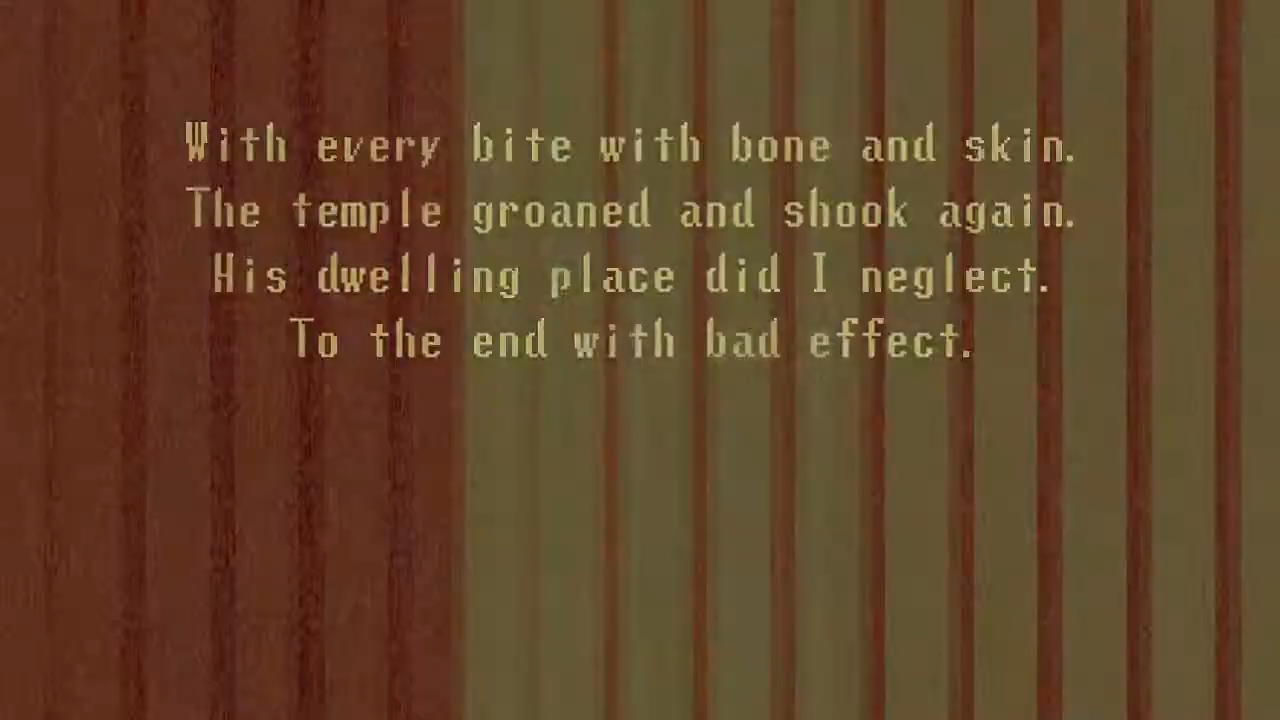 With every bite with bone and skin.
The temple groaned and shook again.
His dwelling place did I neglect.
To the end with bad effect.